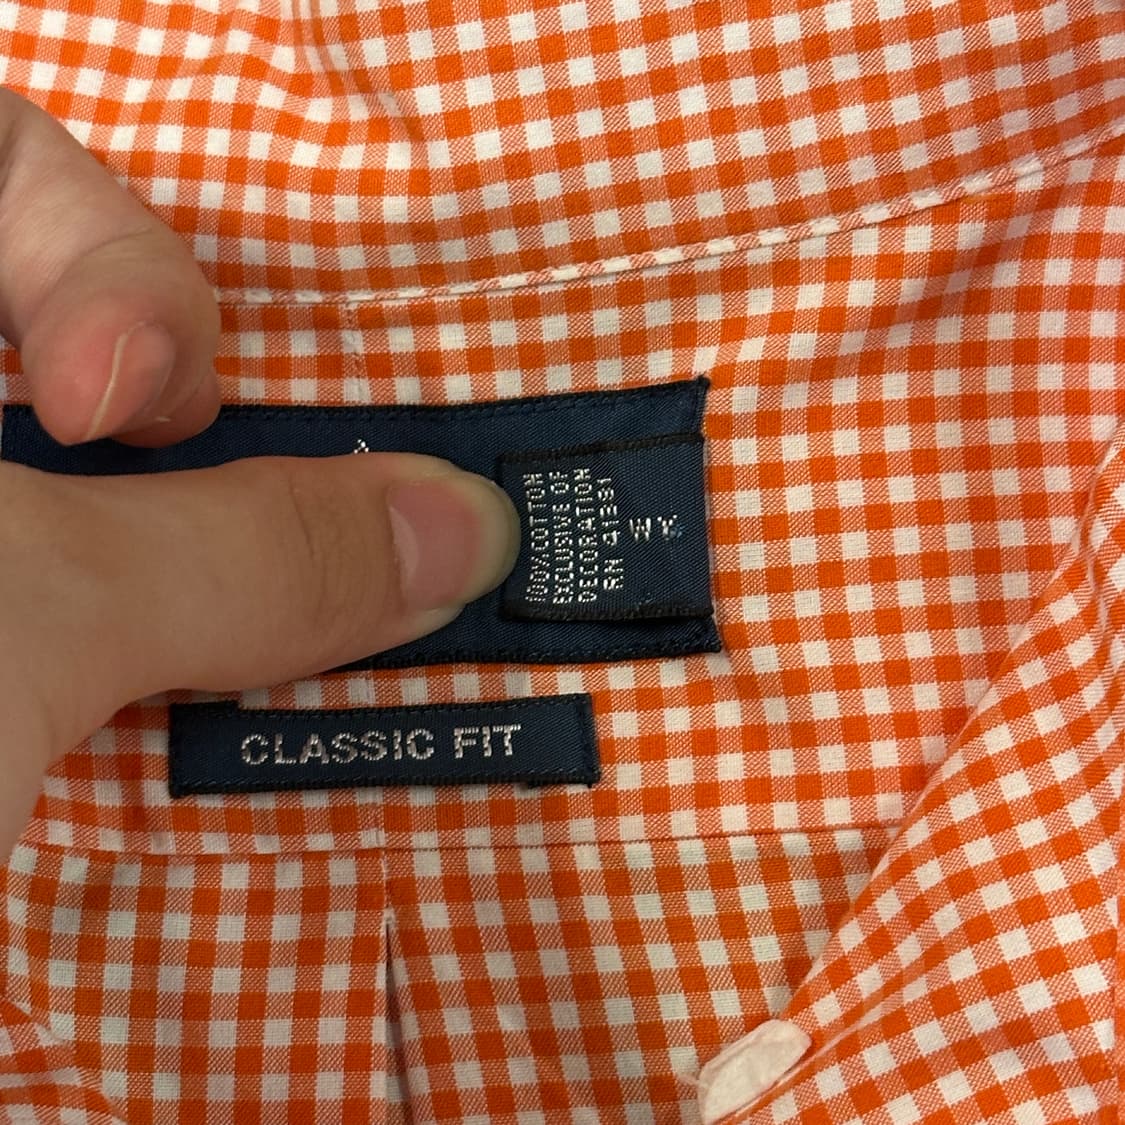 100%COTTON
EXCLUSIVE OF
DECORATION
RN 41381
CLASSIC FIT